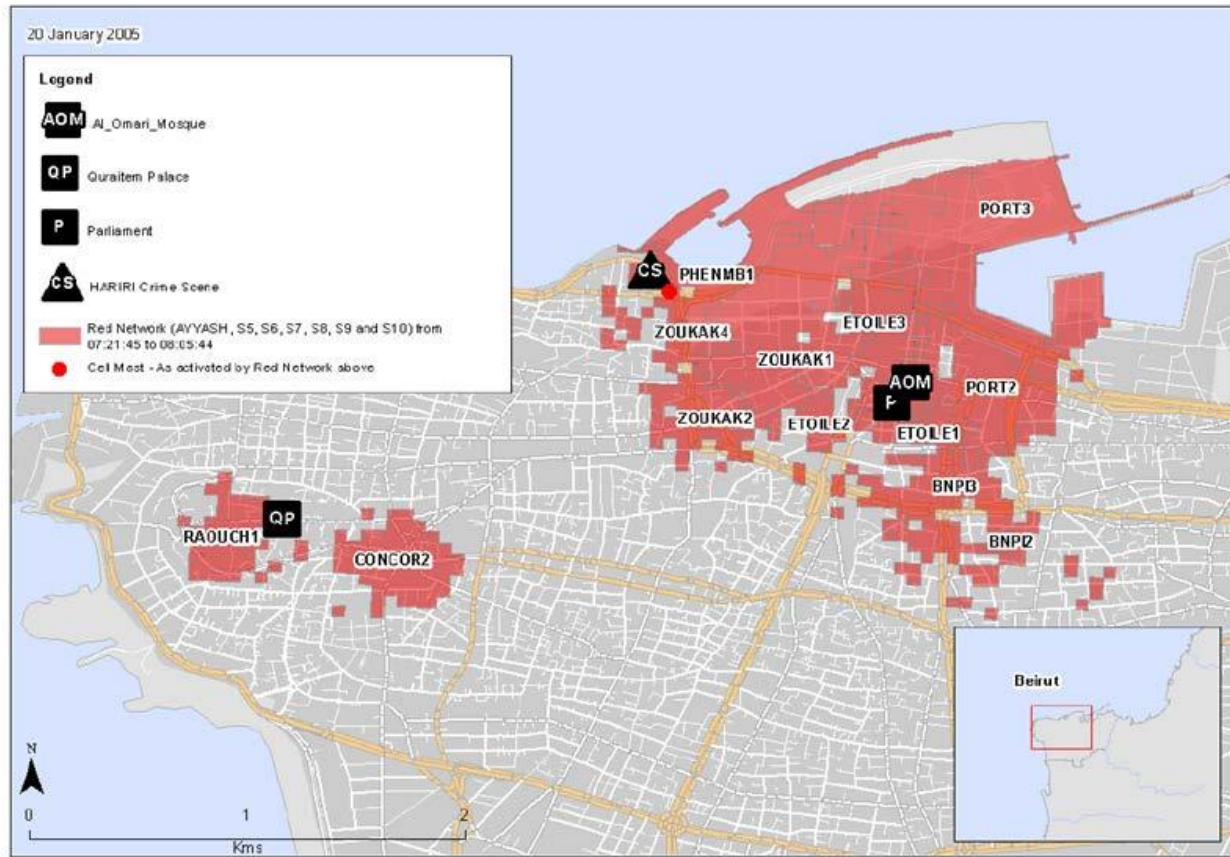 20 January 2005
Legend
AOM Al_Omari_Mosque
QP Quraitem Palace
P Parliament
CS HARIRI Crime Scene
Red Network (AYYASH, S5, S6, S7, S8, S9 and S10) from
07:21:45 to 08:05:44
Cell Mast - As activated by Red Network above
PORT3
CS
PHENMB1
ZOUKAK4
ETOILE3
ZOUKAK1
AOM
PORT2
P
ZOUKAK2
ETOILE2
ETOILE1
BNPI3
QP
RAOUCH1
CONCOR2
BNPI2
Beirut
N
0 1 2
Kms